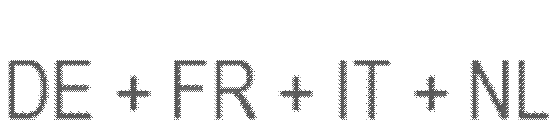 DE + FR + IT + NL